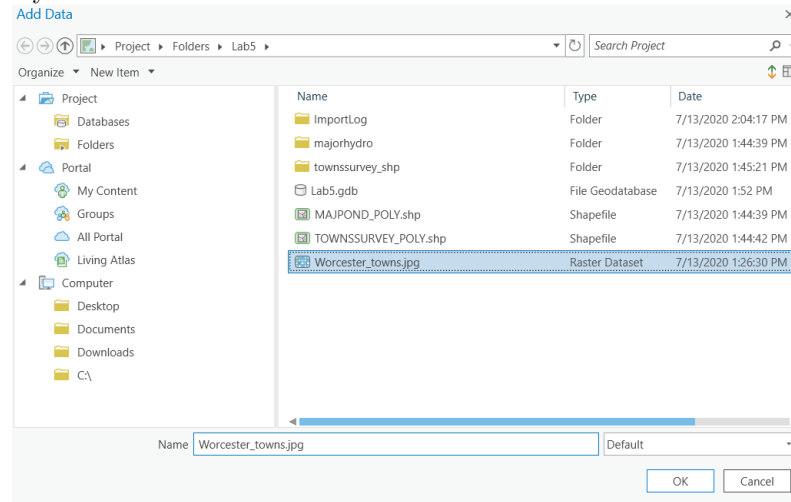 Add Data
Project ▸ Folders ▸ Lab5 ▸
Search Project
Organize New Item
Project
Databases
Folders
Portal
My Content
Groups
All Portal
Living Atlas
Computer
Desktop
Documents
Downloads
C:\
Name Type Date
ImportLog Folder 7/13/2020 2:04:17 PM
majorhydro Folder 7/13/2020 1:44:39 PM
townssurvey_shp Folder 7/13/2020 1:45:21 PM
Lab5.gdb File Geodatabase 7/13/2020 1:52 PM
MAJPOND_POLY.shp Shapefile 7/13/2020 1:44:39 PM
TOWNSSURVEY_POLY.shp Shapefile 7/13/2020 1:44:42 PM
Worcester_towns.jpg Raster Dataset 7/13/2020 1:26:30 PM
Name Worcester_towns.jpg Default
OK Cancel